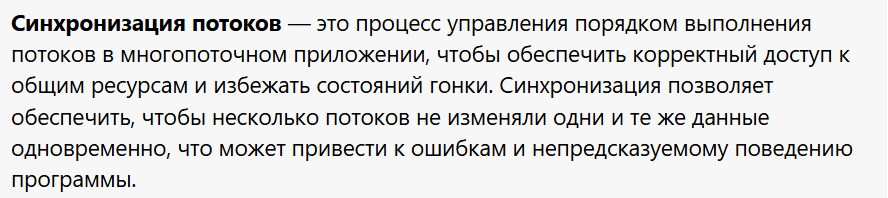 Синхронизация потоков — это процесс управления порядком выполнения
потоков в многопоточном приложении, чтобы обеспечить корректный доступ к
общим ресурсам и избежать состояний гонки. Синхронизация позволяет
обеспечить, чтобы несколько потоков не изменяли одни и те же данные
одновременно, что может привести к ошибкам и непредсказуемому поведению
программы.